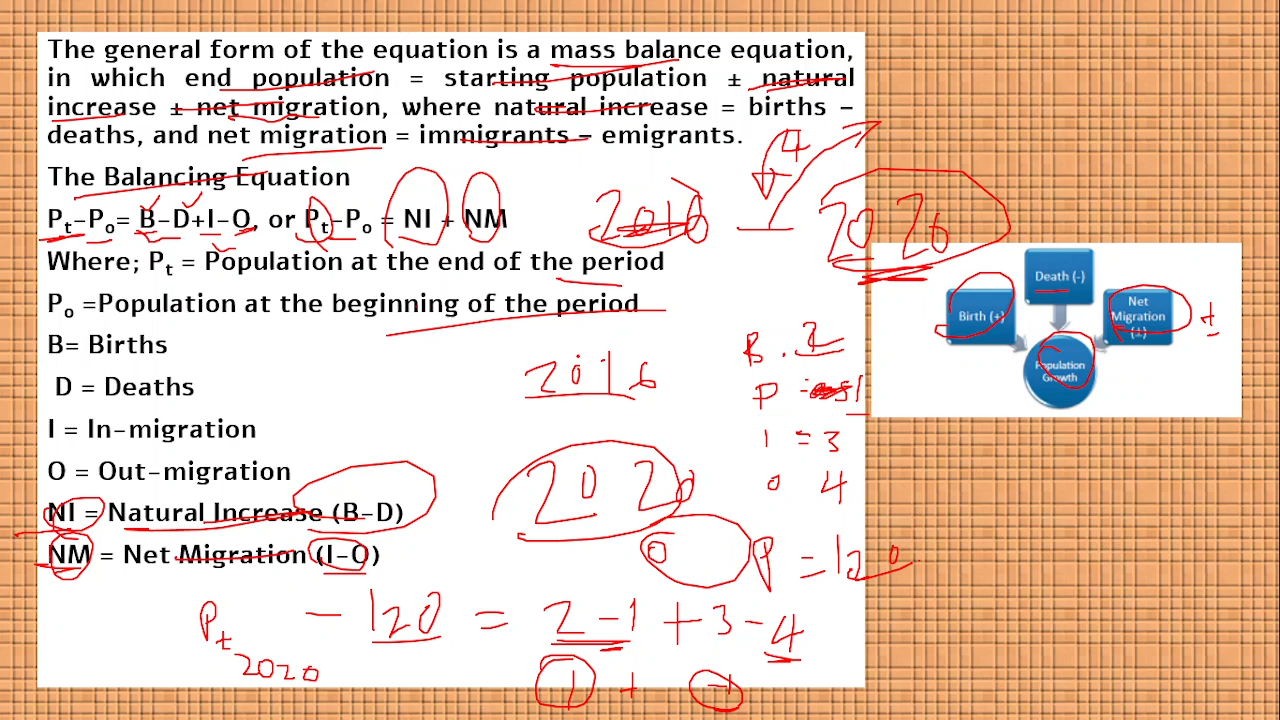 The general form of the equation is a mass balance equation,
in which end population = starting population ± natural
increase ± net migration, where natural increase = births –
deaths, and net migration = immigrants – emigrants.
The Balancing Equation
Pt-Po= B-D+I-O, or Pt-Po = NI + NM
Where; Pt = Population at the end of the period
Po =Population at the beginning of the period
B= Births
D = Deaths
I = In-migration
O = Out-migration
NI = Natural Increase (B-D)
NM = Net Migration (I-O)
4
2026
Death (-)
Birth (+)
Net
Migration
(±)
±
Population
Growth
2016
B . 2
I = 3
O 4
2020
P = 120
Pt - 120 = 2 - 1 + 3 - 4
2020
1 + -1